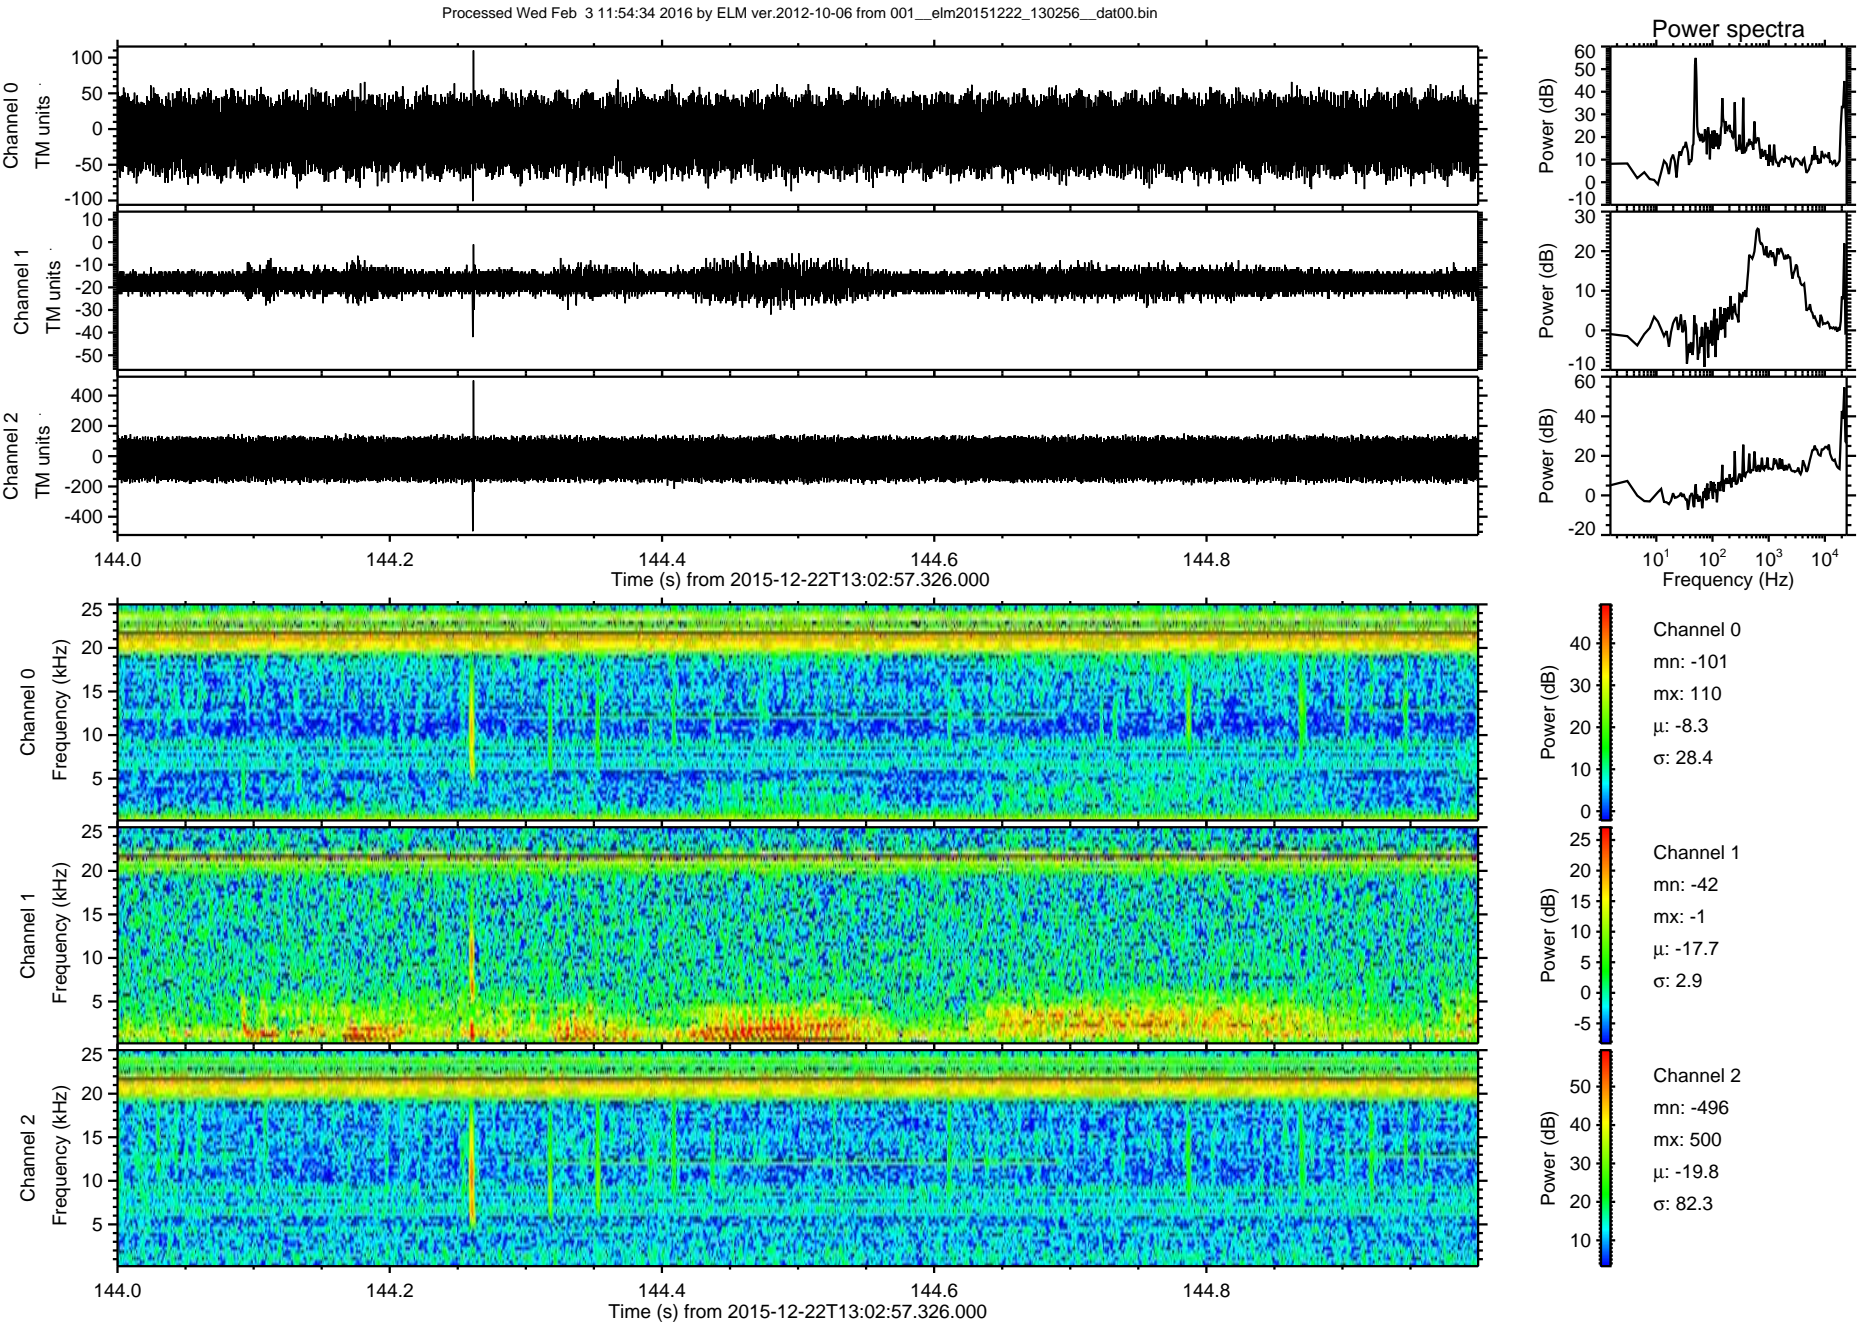 Processed Wed Feb  3 11:54:34 2016 by ELM ver.2012-10-06 from 001__elm20151222_130256__dat00.bin
Power spectra
Channel 0
TM units
100
50
0
-50
-100
Power (dB)
60
50
40
30
20
10
0
-10
Channel 1
TM units
10
0
-10
-20
-30
-40
-50
Power (dB)
30
20
10
0
-10
Channel 2
TM units
400
200
0
-200
-400
Power (dB)
60
40
20
0
-20
144.0 144.2 144.4 144.6 144.8
Time (s) from 2015-12-22T13:02:57.326.000
10¹ 10² 10³ 10⁴
Frequency (Hz)
Channel 0
Frequency (kHz)
25
20
15
10
5
Power (dB)
40
30
20
10
0
Channel 0
mn: -101
mx: 110
μ: -8.3
σ: 28.4
Channel 1
Frequency (kHz)
25
20
15
10
5
Power (dB)
25
20
15
10
5
0
-5
Channel 1
mn: -42
mx: -1
μ: -17.7
σ: 2.9
Channel 2
Frequency (kHz)
25
20
15
10
5
Power (dB)
50
40
30
20
10
Channel 2
mn: -496
mx: 500
μ: -19.8
σ: 82.3
144.0 144.2 144.4 144.6 144.8
Time (s) from 2015-12-22T13:02:57.326.000